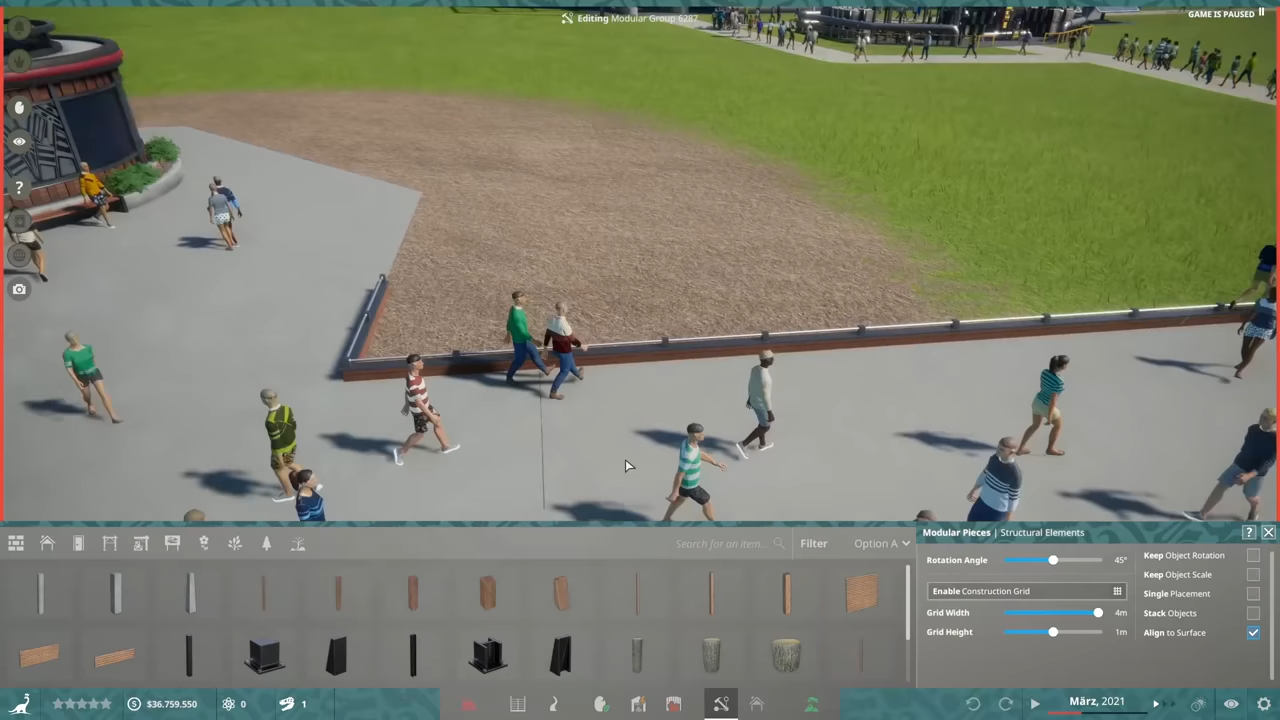 Editing Modular Group 6287
GAME IS PAUSED
?
Search for an item...
Filter
Option A
Modular Pieces | Structural Elements
?
Rotation Angle
45°
Enable Construction Grid
Grid Width
4m
Grid Height
1m
Keep Object Rotation
Keep Object Scale
Single Placement
Stack Objects
Align to Surface
$36.759.550
0
1
März, 2021